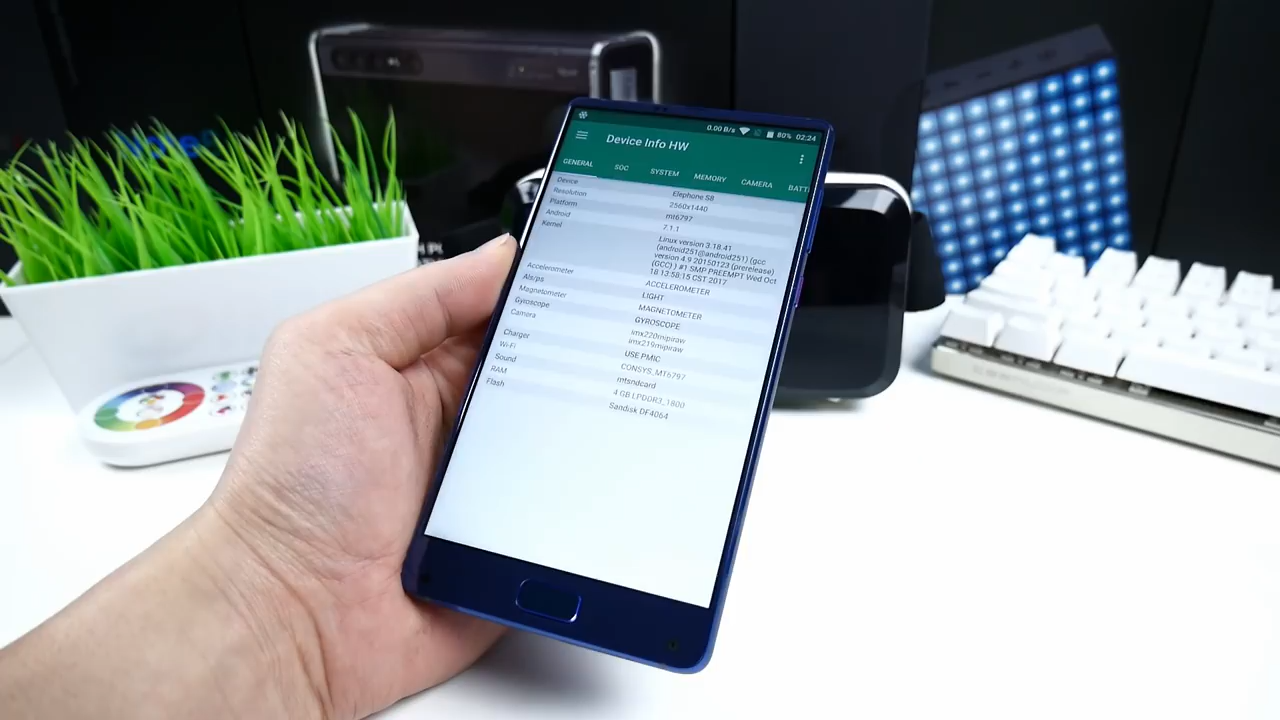 0.00 B/s 80% 02:24
Device Info HW
GENERAL SOC SYSTEM MEMORY CAMERA BATT
Device Elephone S8
Resolution 2560x1440
Platform mt6797
Android 7.1.1
Kernel Linux version 3.18.41
(android251@android251) (gcc
version 4.9 20150123 (prerelease)
(GCC) ) #1 SMP PREEMPT Wed Oct
18 13:58:15 CST 2017
Accelerometer ACCELEROMETER
Als/ps LIGHT
Magnetometer MAGNETOMETER
Gyroscope GYROSCOPE
Camera imx220mipiraw
imx219mipiraw
Charger USE PMIC
Wi-Fi CONSYS_MT6797
Sound mtsndcard
RAM 4 GB LPDDR3_1800
Flash Sandisk DF4064